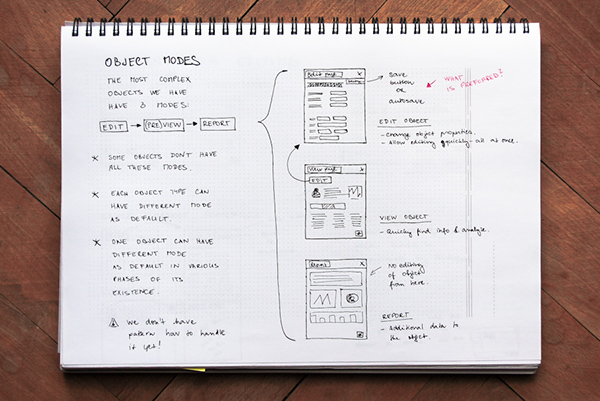 OBJECT MODES
THE MOST COMPLEX
OBJECTS WE HAVE
HAVE 3 MODES:
EDIT → (PRE)VIEW → REPORT
* SOME OBJECTS DON'T HAVE
ALL THESE MODES.
* EACH OBJECT TYPE CAN
HAVE DIFFERENT MODE
AS DEFAULT.
* ONE OBJECT CAN HAVE
DIFFERENT MODE
AS DEFAULT IN VARIOUS
PHASES OF ITS
EXISTENCE.
We don't have
pattern how to handle
it yet!
Edit page X
Save
button
or
autosave
WHAT
IS PREFERRED?
EDIT OBJECT
- Change object properties.
- Allow editing quickly all at once.
View page X
EDIT
VIEW OBJECT
- Quickly find info & analyze.
Report X
No editing
of object
from here.
REPORT
- Additional data to
the object.